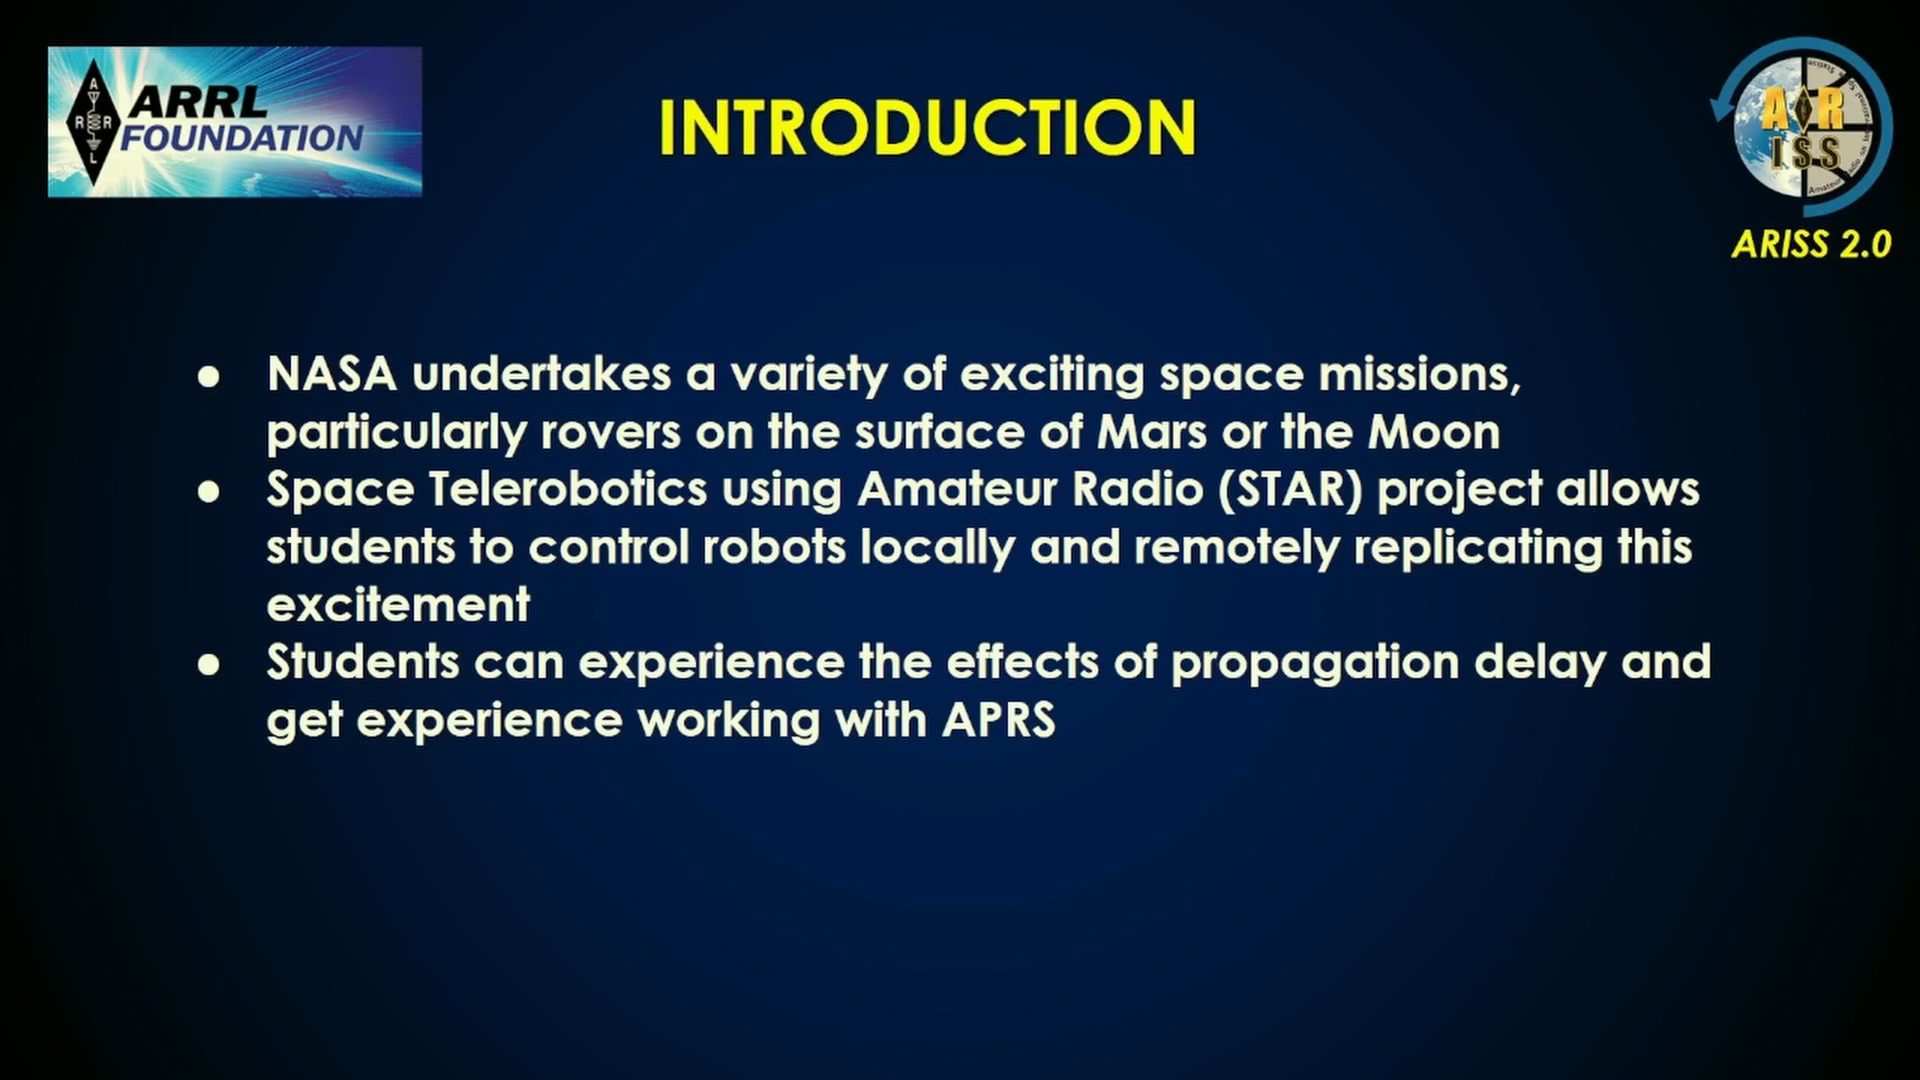 ARRL
FOUNDATION
INTRODUCTION
ARISS
ARISS 2.0
● NASA undertakes a variety of exciting space missions,
particularly rovers on the surface of Mars or the Moon
● Space Telerobotics using Amateur Radio (STAR) project allows
students to control robots locally and remotely replicating this
excitement
● Students can experience the effects of propagation delay and
get experience working with APRS